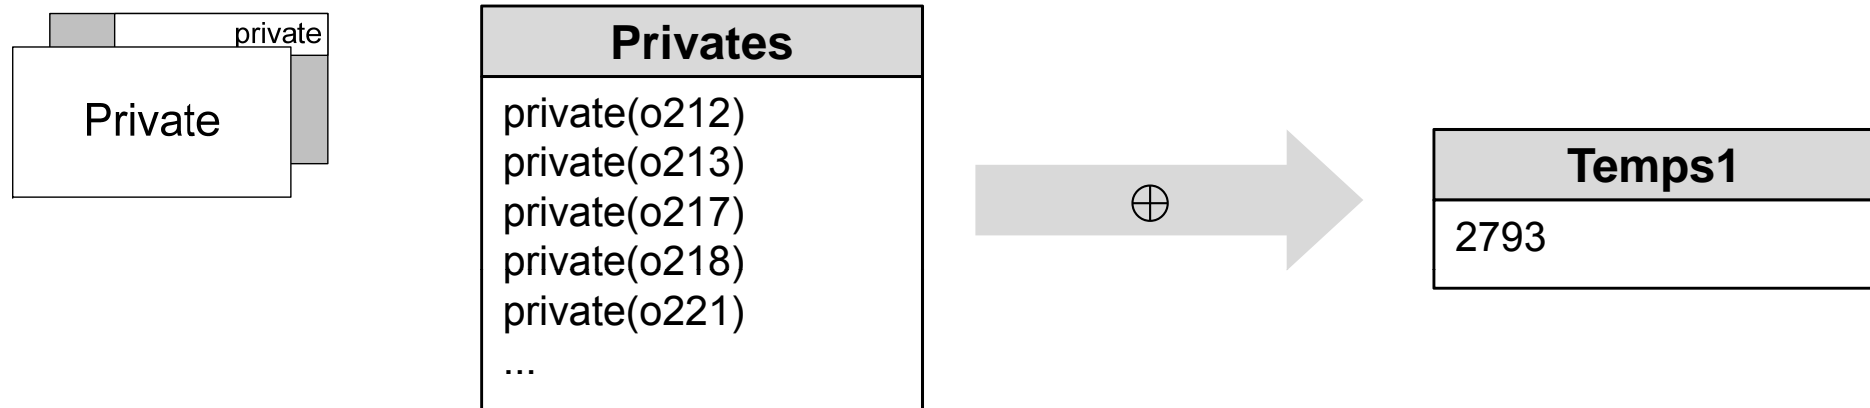 private
Private
Privates
private(o212)
private(o213)
private(o217)
private(o218)
private(o221)
...
⊕
Temps1
2793